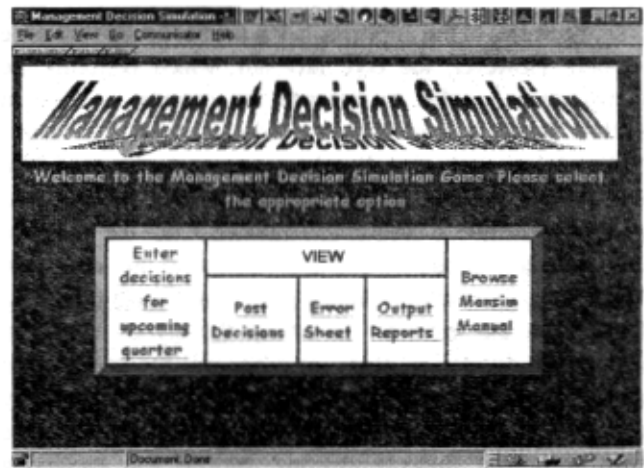 Management Decision Simulation -
File Edit View Go Communicator Help
Management Decision Simulation
Welcome to the Management Decision Simulation Game. Please select
the appropriate option
Enter
decisions
for
upcoming
quarter
VIEW
Past
Decisions
Error
Sheet
Output
Reports
Browse
Mansim
Manual
Document: Done